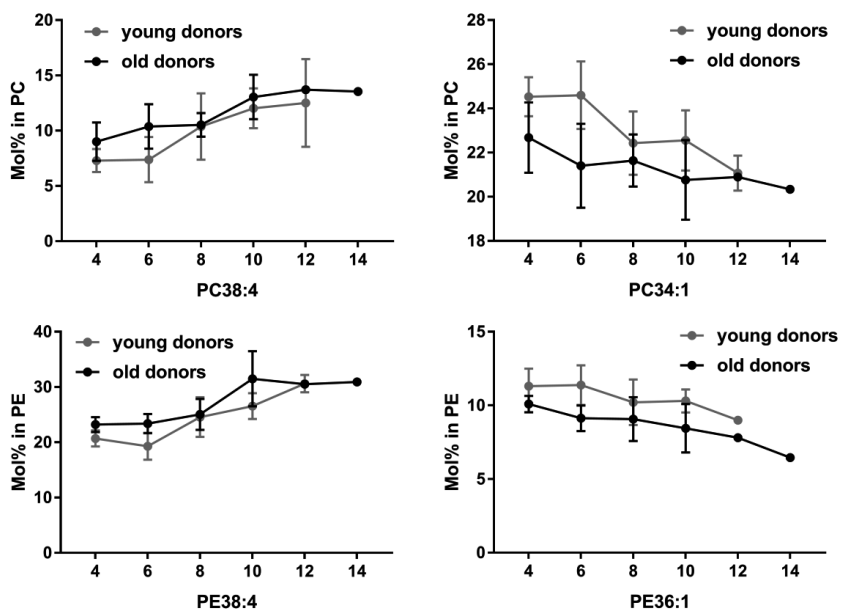 young donors
old donors
20
15
10
5
0
Mol% in PC
4 6 8 10 12 14
PC38:4
young donors
old donors
28
26
24
22
20
18
Mol% in PC
4 6 8 10 12 14
PC34:1
young donors
old donors
40
30
20
10
0
Mol% in PE
4 6 8 10 12 14
PE38:4
young donors
old donors
15
10
5
0
Mol% in PE
4 6 8 10 12 14
PE36:1